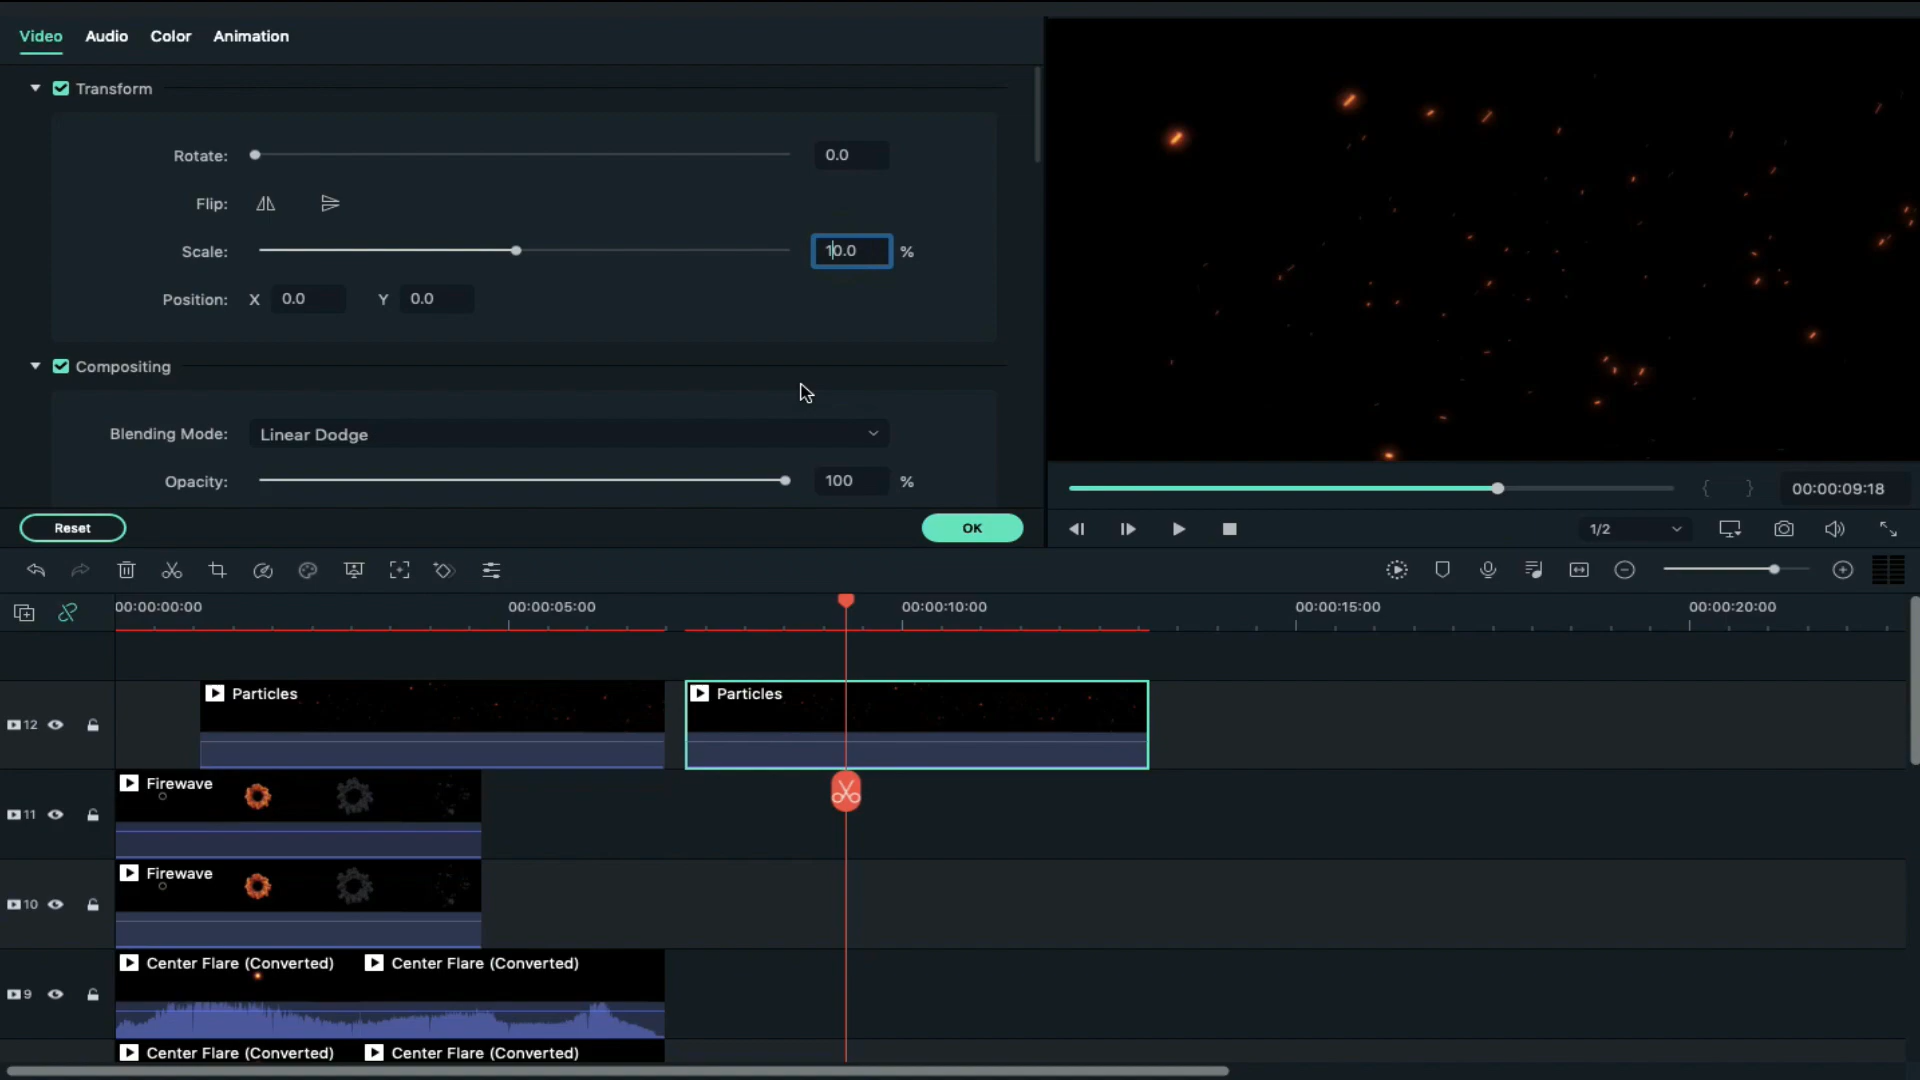 Video Audio Color Animation
Transform
Rotate: 0.0
Flip:
Scale: 10.0 %
Position: X 0.0 Y 0.0
Compositing
Blending Mode: Linear Dodge
Opacity: 100 %
Reset OK
{ } 00:00:09:18
1/2
00:00:00:00 00:00:05:00 00:00:10:00 00:00:15:00 00:00:20:00
Particles Particles
12
Firewave
11
Firewave
10
Center Flare (Converted) Center Flare (Converted)
9
Center Flare (Converted) Center Flare (Converted)